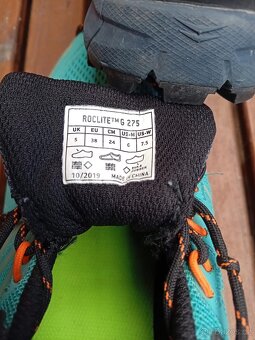 ROCLITE™ G 275
UK EU CM US-M US-W
5 38 24 6 7.5
10/2019 MADE IN CHINA